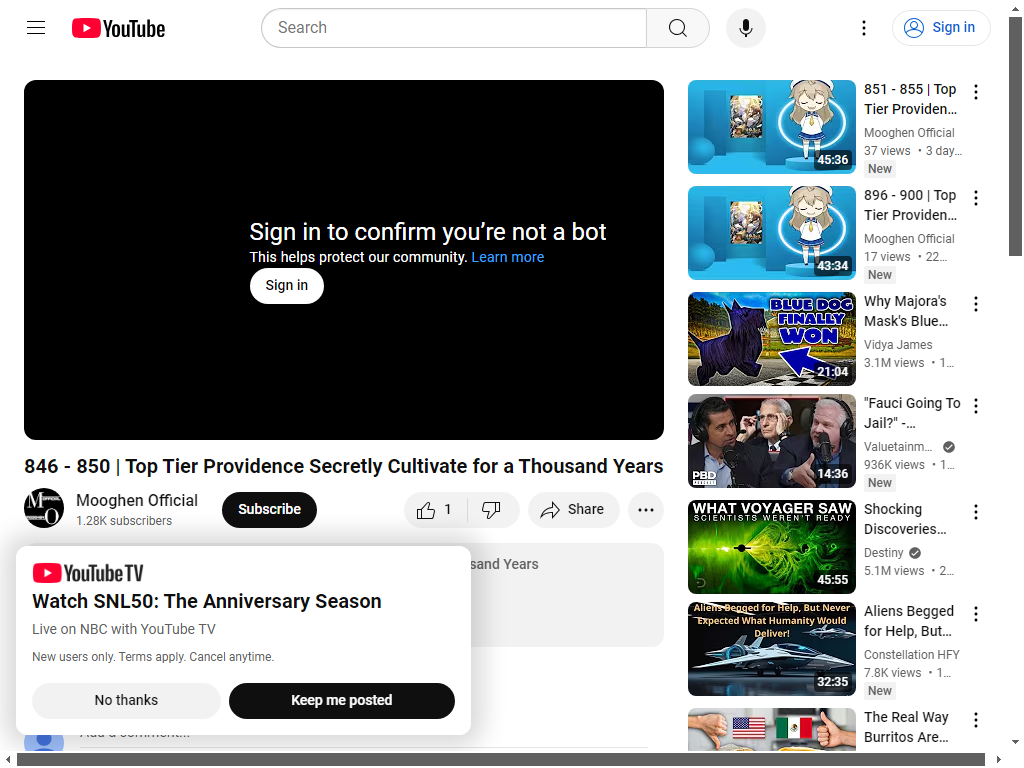 YouTube
Search
Sign in
Sign in to confirm you’re not a bot
This helps protect our community. Learn more
Sign in
846 - 850 | Top Tier Providence Secretly Cultivate for a Thousand Years
Mooghen Official
1.28K subscribers
Subscribe
1
Share
sand Years
YouTube TV
Watch SNL50: The Anniversary Season
Live on NBC with YouTube TV
New users only. Terms apply. Cancel anytime.
No thanks
Keep me posted
Add a comment...
45:36
851 - 855 | Top
Tier Providen...
Mooghen Official
37 views • 3 day...
New
43:34
896 - 900 | Top
Tier Providen...
Mooghen Official
17 views • 22...
New
BLUE DOG
FINALLY
WON
21:04
Why Majora's
Mask's Blue...
Vidya James
3.1M views • 1...
PBD
PODCAST
14:36
"Fauci Going To
Jail?" -...
Valuetainm...
936K views • 1...
New
WHAT VOYAGER SAW
SCIENTISTS WEREN'T READY
45:55
Shocking
Discoveries...
Destiny
5.1M views • 2...
Aliens Begged for Help, But Never
Expected What Humanity Would
Deliver!
32:35
Aliens Begged
for Help, But...
Constellation HFY
7.8K views • 1...
New
The Real Way
Burritos Are...